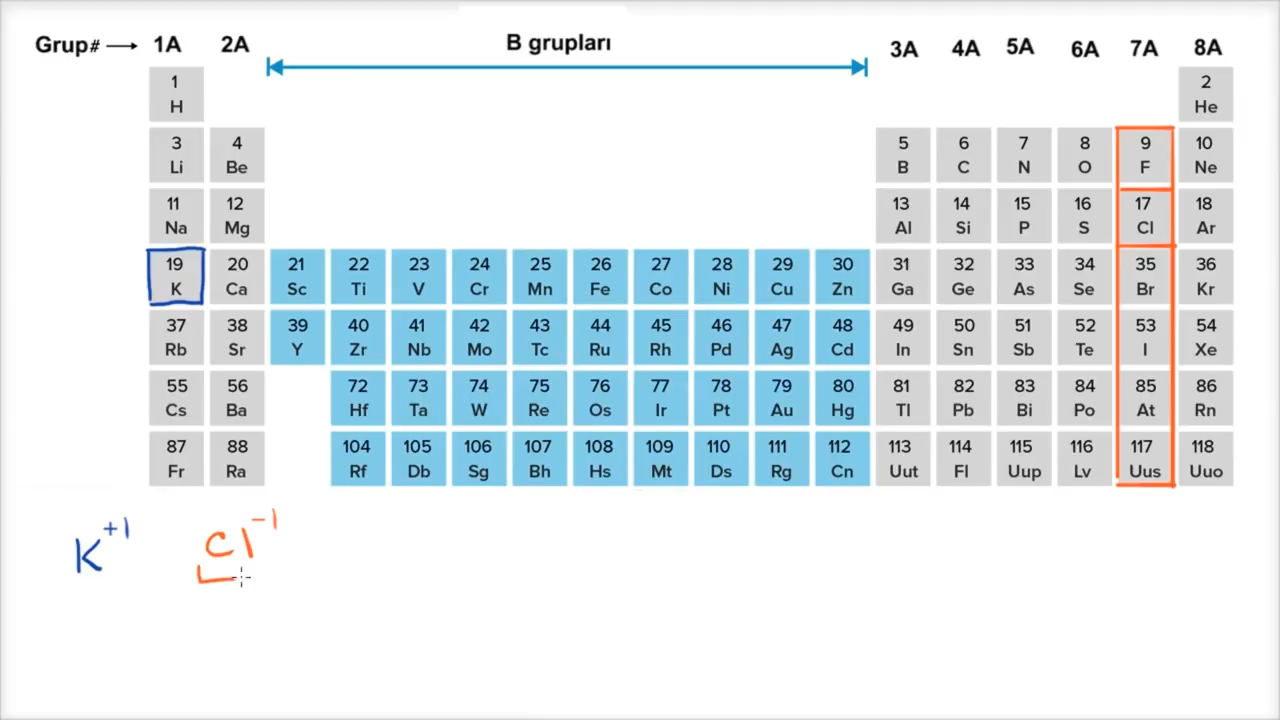 Grup# → 1A 2A B grupları 3A 4A 5A 6A 7A 8A
1 2
H He
3 4 5 6 7 8 9 10
Li Be B C N O F Ne
11 12 13 14 15 16 17 18
Na Mg Al Si P S Cl Ar
19 20 21 22 23 24 25 26 27 28 29 30 31 32 33 34 35 36
K Ca Sc Ti V Cr Mn Fe Co Ni Cu Zn Ga Ge As Se Br Kr
37 38 39 40 41 42 43 44 45 46 47 48 49 50 51 52 53 54
Rb Sr Y Zr Nb Mo Tc Ru Rh Pd Ag Cd In Sn Sb Te I Xe
55 56 72 73 74 75 76 77 78 79 80 81 82 83 84 85 86
Cs Ba Hf Ta W Re Os Ir Pt Au Hg Tl Pb Bi Po At Rn
87 88 104 105 106 107 108 109 110 111 112 113 114 115 116 117 118
Fr Ra Rf Db Sg Bh Hs Mt Ds Rg Cn Uut Fl Uup Lv Uus Uuo
K+1 Cl-1